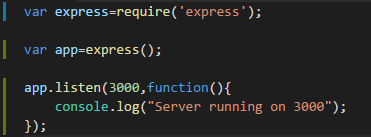 var express=require('express');
var app=express();
app.listen(3000,function(){
    console.log("Server running on 3000");
});